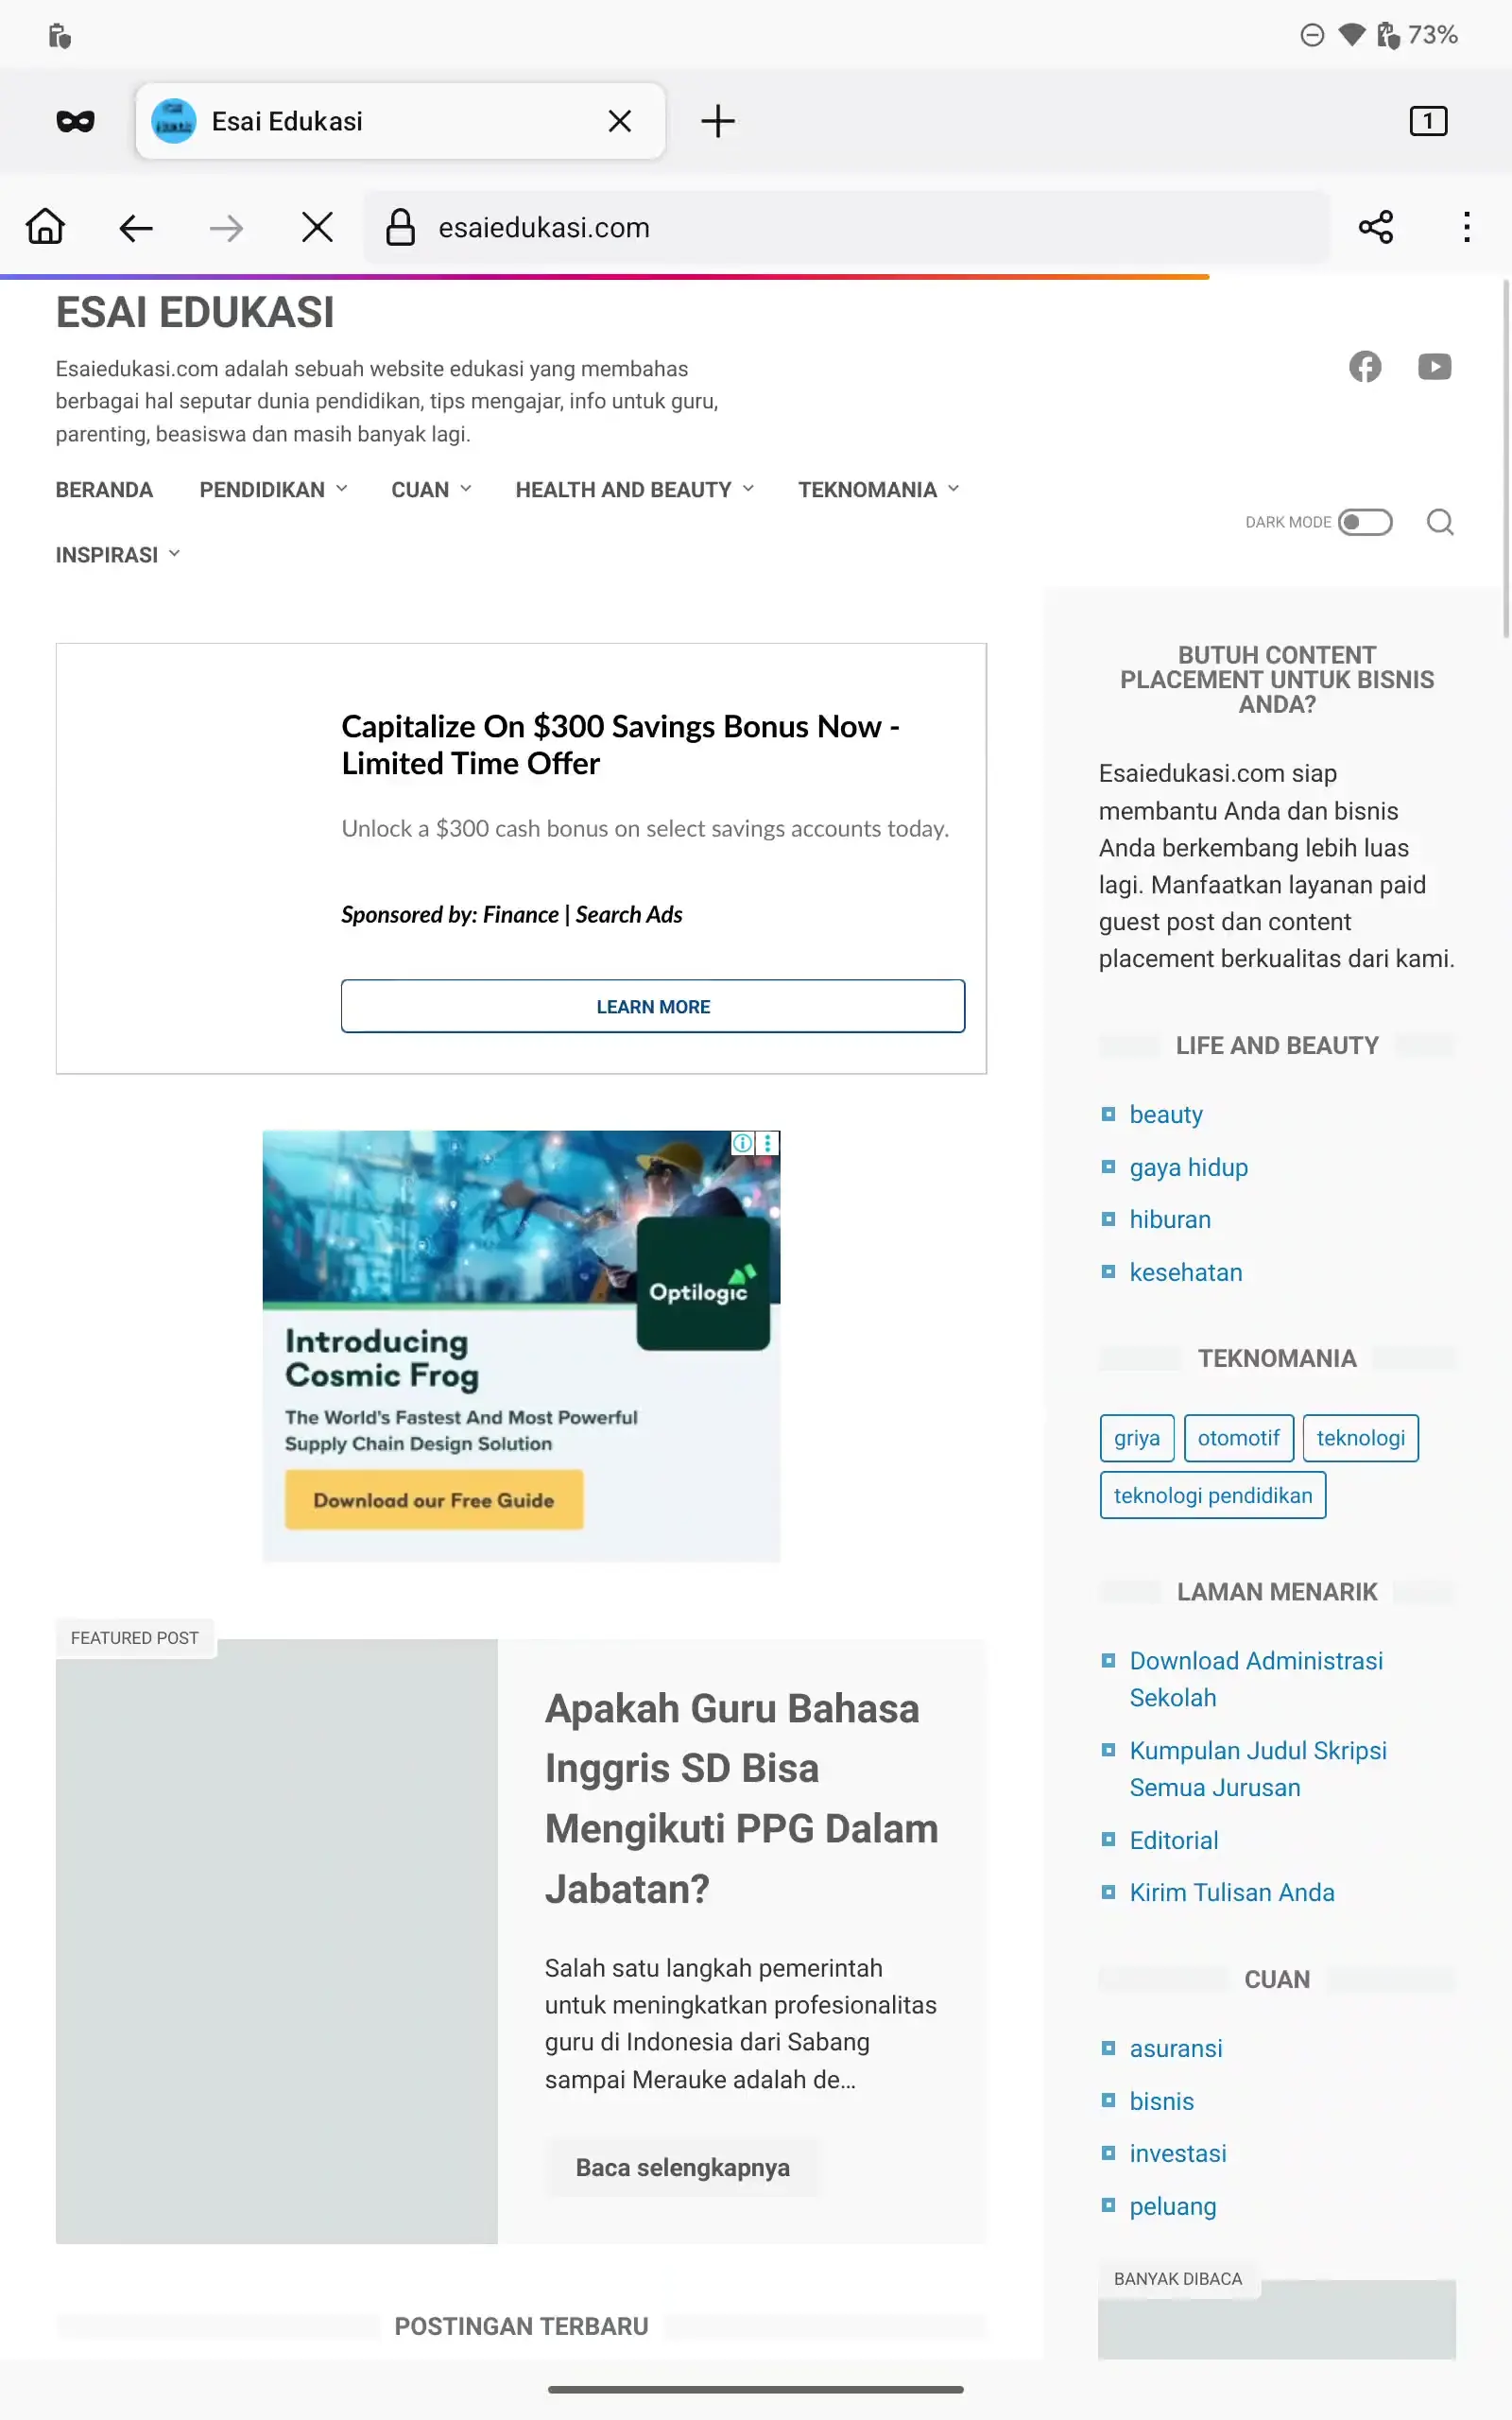 73%
Esai Edukasi
1
esaiedukasi.com
ESAI EDUKASI
Esaiedukasi.com adalah sebuah website edukasi yang membahas
berbagai hal seputar dunia pendidikan, tips mengajar, info untuk guru,
parenting, beasiswa dan masih banyak lagi.
BERANDA PENDIDIKAN CUAN HEALTH AND BEAUTY TEKNOMANIA
INSPIRASI
DARK MODE
Capitalize On $300 Savings Bonus Now -
Limited Time Offer
Unlock a $300 cash bonus on select savings accounts today.
Sponsored by: Finance | Search Ads
LEARN MORE
Optilogic
Introducing
Cosmic Frog
The World's Fastest And Most Powerful
Supply Chain Design Solution
Download our Free Guide
FEATURED POST
Apakah Guru Bahasa
Inggris SD Bisa
Mengikuti PPG Dalam
Jabatan?
Salah satu langkah pemerintah
untuk meningkatkan profesionalitas
guru di Indonesia dari Sabang
sampai Merauke adalah de…
Baca selengkapnya
POSTINGAN TERBARU
BUTUH CONTENT
PLACEMENT UNTUK BISNIS
ANDA?
Esaiedukasi.com siap
membantu Anda dan bisnis
Anda berkembang lebih luas
lagi. Manfaatkan layanan paid
guest post dan content
placement berkualitas dari kami.
LIFE AND BEAUTY
beauty
gaya hidup
hiburan
kesehatan
TEKNOMANIA
griya otomotif teknologi
teknologi pendidikan
LAMAN MENARIK
Download Administrasi
Sekolah
Kumpulan Judul Skripsi
Semua Jurusan
Editorial
Kirim Tulisan Anda
CUAN
asuransi
bisnis
investasi
peluang
BANYAK DIBACA